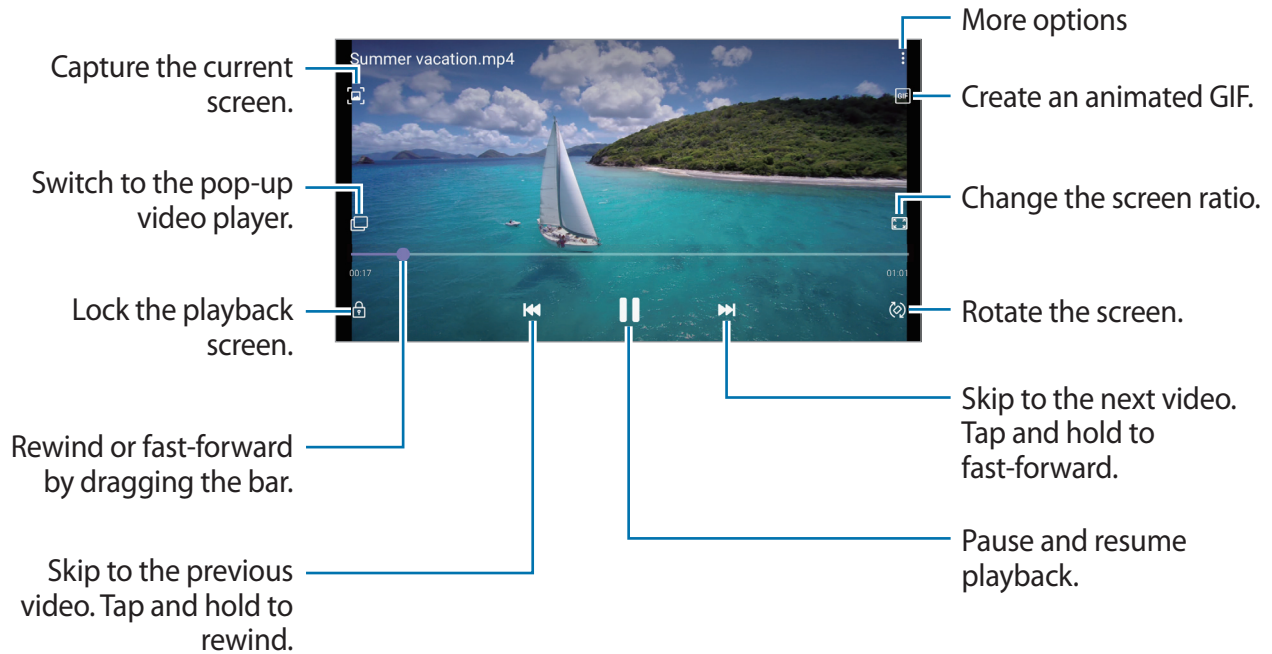 More options
Summer vacation.mp4
Capture the current
screen.
GIF
Create an animated GIF.
Switch to the pop-up
video player.
Change the screen ratio.
00:17
01:01
Lock the playback
screen.
Rotate the screen.
Skip to the next video.
Tap and hold to
fast-forward.
Rewind or fast-forward
by dragging the bar.
Pause and resume
playback.
Skip to the previous
video. Tap and hold to
rewind.